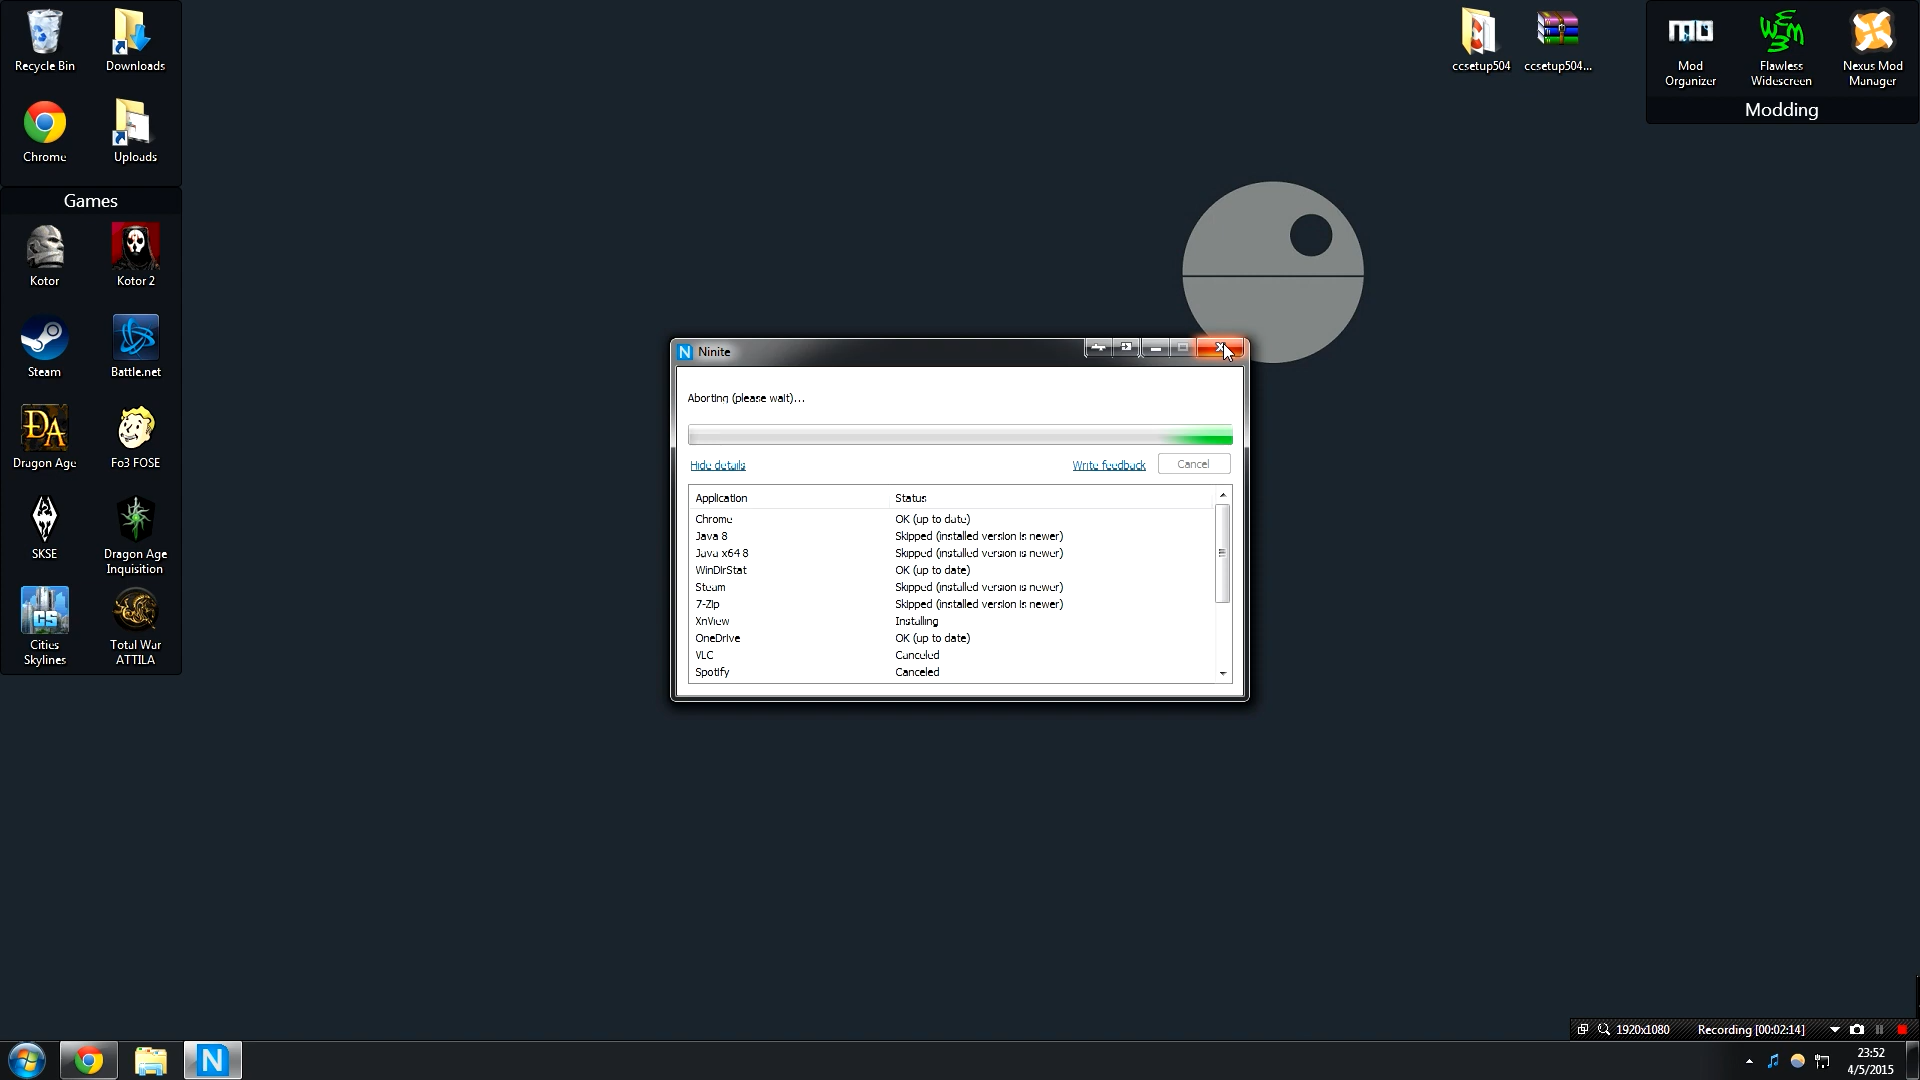 Recycle Bin
Downloads
Chrome
Uploads
Games
Kotor
Kotor 2
Steam
Battle.net
DA
Dragon Age
Fo3 FOSE
SKSE
Dragon Age
Inquisition
CS
Cities
Skylines
Total War
ATTILA
ccsetup504
ccsetup504...
MO
Mod
Organizer
Flawless
Widescreen
Nexus Mod
Manager
Modding
N Ninite
Aborting (please wait)...
Hide details
Write feedback
Cancel
Application Status
Chrome OK (up to date)
Java 8 Skipped (installed version is newer)
Java x64 8 Skipped (installed version is newer)
WinDirStat OK (up to date)
Steam Skipped (installed version is newer)
7-Zip Skipped (installed version is newer)
XnView Installing
OneDrive OK (up to date)
VLC Canceled
Spotify Canceled
1920x1080 Recording [00:02:14]
N
23:52
4/5/2015